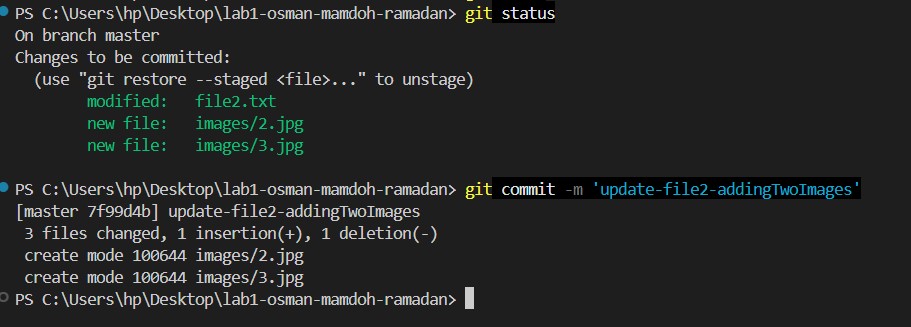 PS C:\Users\hp\Desktop\lab1-osman-mamdoh-ramadan> git status
On branch master
Changes to be committed:
  (use "git restore --staged <file>..." to unstage)
        modified:   file2.txt
        new file:   images/2.jpg
        new file:   images/3.jpg

PS C:\Users\hp\Desktop\lab1-osman-mamdoh-ramadan> git commit -m 'update-file2-addingTwoImages'
[master 7f99d4b] update-file2-addingTwoImages
 3 files changed, 1 insertion(+), 1 deletion(-)
 create mode 100644 images/2.jpg
 create mode 100644 images/3.jpg
PS C:\Users\hp\Desktop\lab1-osman-mamdoh-ramadan>